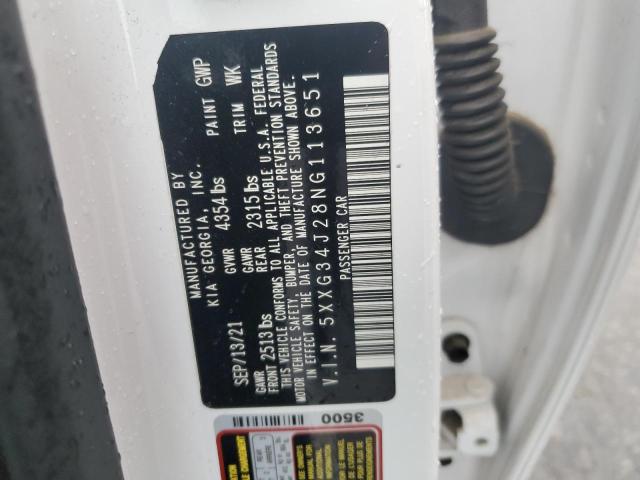 MANUFACTURED BY
KIA GEORGIA, INC.
SEP/13/21 GVWR 4354 lbs PAINT GWP
GAWR FRONT 2513 lbs GAWR REAR 2315 lbs TRIM WK
THIS VEHICLE CONFORMS TO ALL APPLICABLE U.S.A. FEDERAL
MOTOR VEHICLE SAFETY, BUMPER, AND THEFT PREVENTION STANDARDS
IN EFFECT ON THE DATE OF MANUFACTURE SHOWN ABOVE.
V.I.N. 5XXG34J28NG113651
PASSENGER CAR
3500